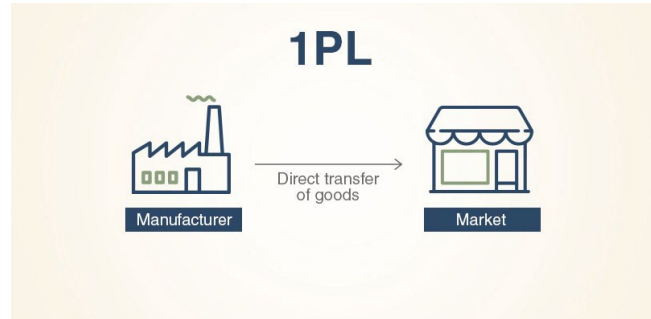 1PL
Direct transfer
of goods
Manufacturer
Market